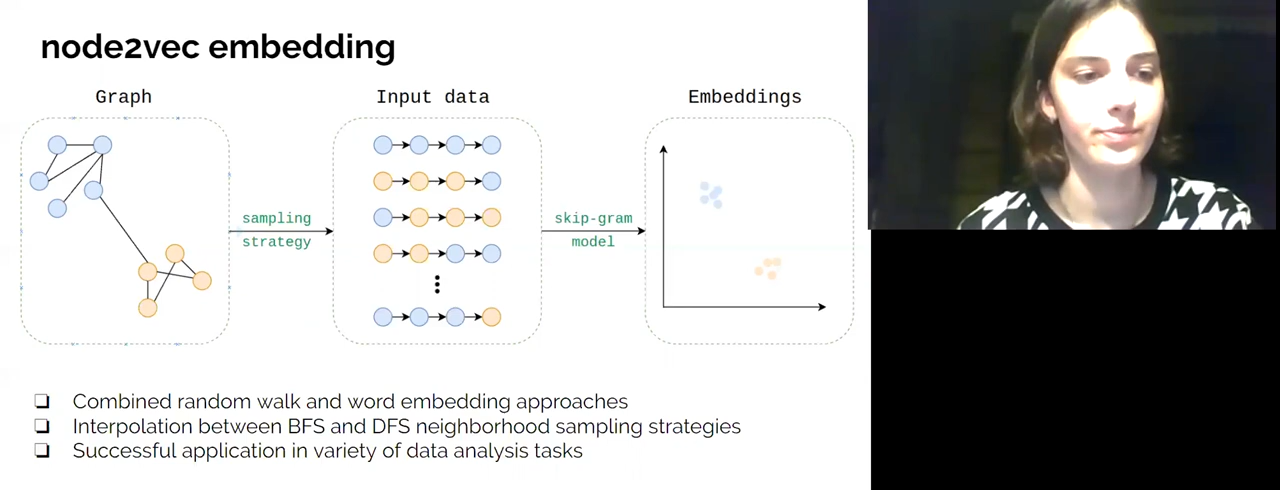 node2vec embedding
Graph
Input data
Embeddings
sampling
strategy
skip-gram
model
Combined random walk and word embedding approaches
Interpolation between BFS and DFS neighborhood sampling strategies
Successful application in variety of data analysis tasks